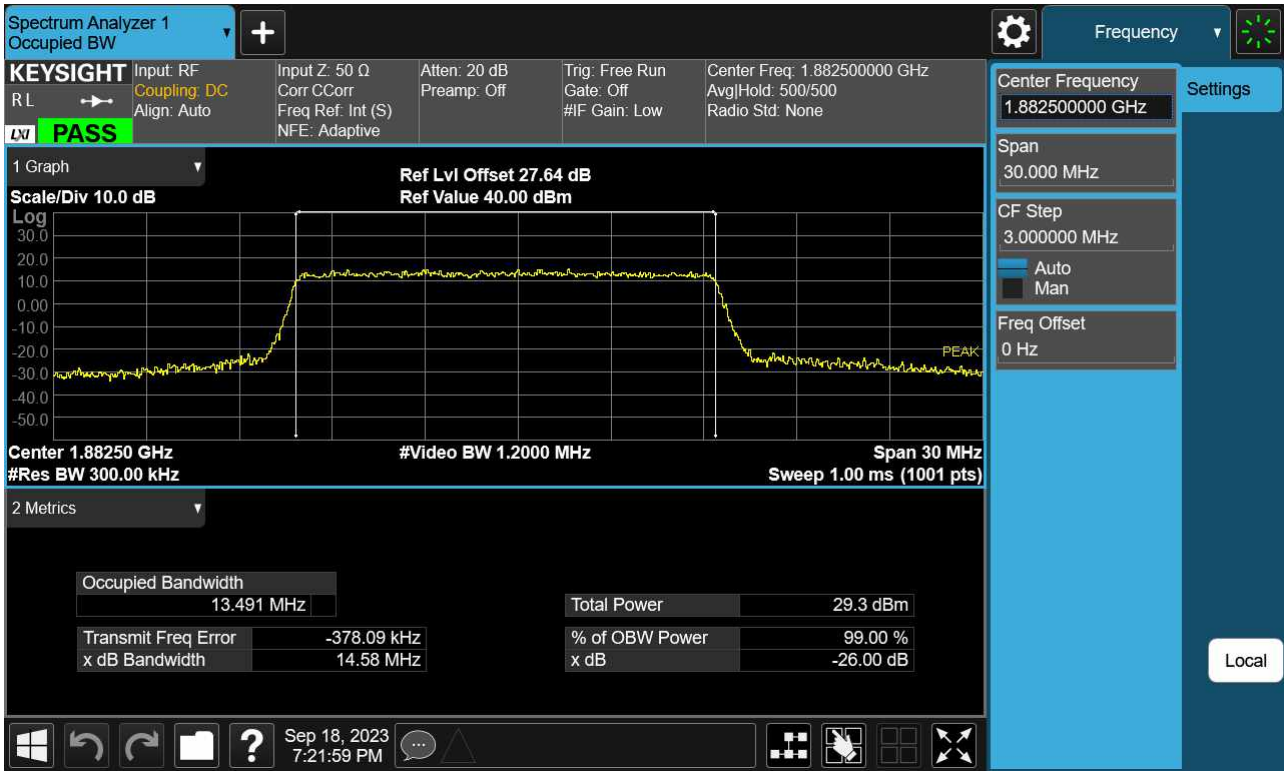 Spectrum Analyzer 1
Occupied BW
Frequency
KEYSIGHT
R L
LXI
PASS
Input: RF
Coupling: DC
Align: Auto
Input Z: 50 Ω
Corr CCorr
Freq Ref: Int (S)
NFE: Adaptive
Atten: 20 dB
Preamp: Off
Trig: Free Run
Gate: Off
#IF Gain: Low
Center Freq: 1.882500000 GHz
Avg|Hold: 500/500
Radio Std: None
Center Frequency
1.882500000 GHz
Settings
Span
30.000 MHz
CF Step
3.000000 MHz
Auto
Man
Freq Offset
0 Hz
1 Graph
Scale/Div 10.0 dB
Ref Lvl Offset 27.64 dB
Ref Value 40.00 dBm
Log
30.0
20.0
10.0
0.00
-10.0
-20.0
-30.0
-40.0
-50.0
PEAK
Center 1.88250 GHz
#Video BW 1.2000 MHz
Span 30 MHz
#Res BW 300.00 kHz
Sweep 1.00 ms (1001 pts)
2 Metrics
Occupied Bandwidth
13.491 MHz
Total Power 29.3 dBm
Transmit Freq Error -378.09 kHz
% of OBW Power 99.00 %
x dB Bandwidth 14.58 MHz
x dB -26.00 dB
Local
?
Sep 18, 2023
7:21:59 PM